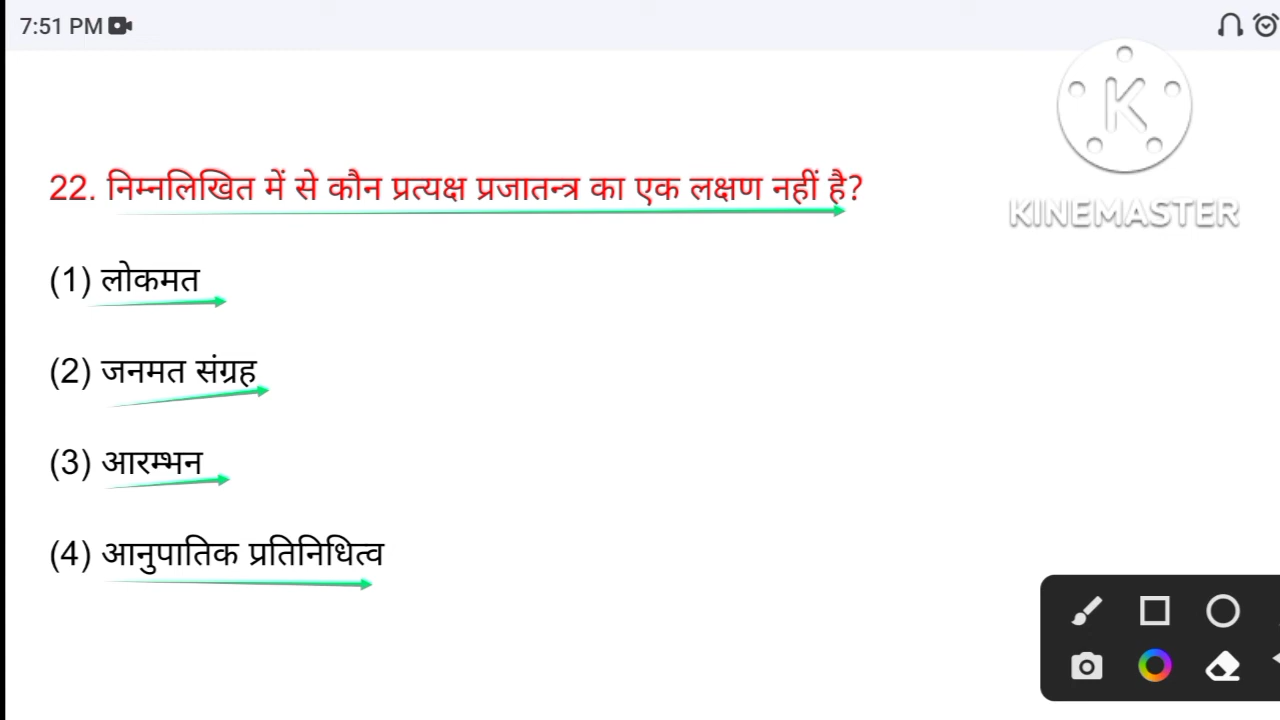 7:51 PM
K
KINEMASTER
22. निम्नलिखित में से कौन प्रत्यक्ष प्रजातन्त्र का एक लक्षण नहीं है?
(1) लोकमत
(2) जनमत संग्रह
(3) आरम्भन
(4) आनुपातिक प्रतिनिधित्व